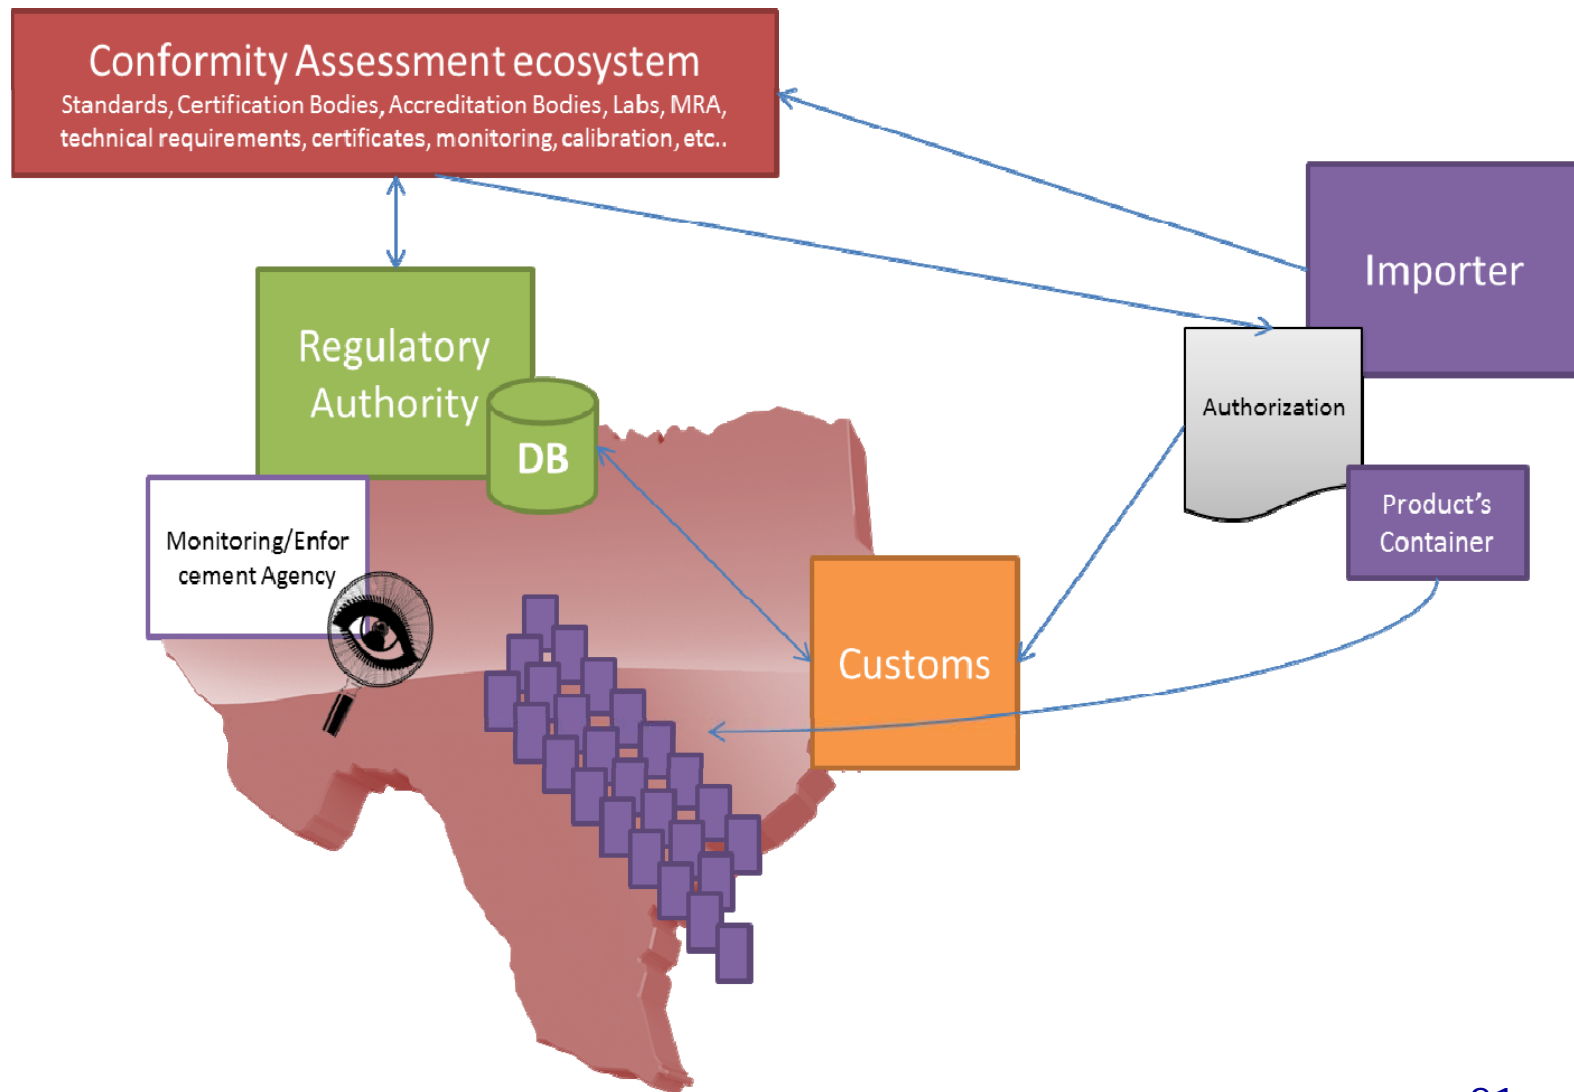 Conformity Assessment ecosystem
Standards, Certification Bodies, Accreditation Bodies, Labs, MRA,
technical requirements, certificates, monitoring, calibration, etc..
Importer
Regulatory
Authority
DB
Authorization
Product's
Container
Monitoring/Enfor
cement Agency
Customs